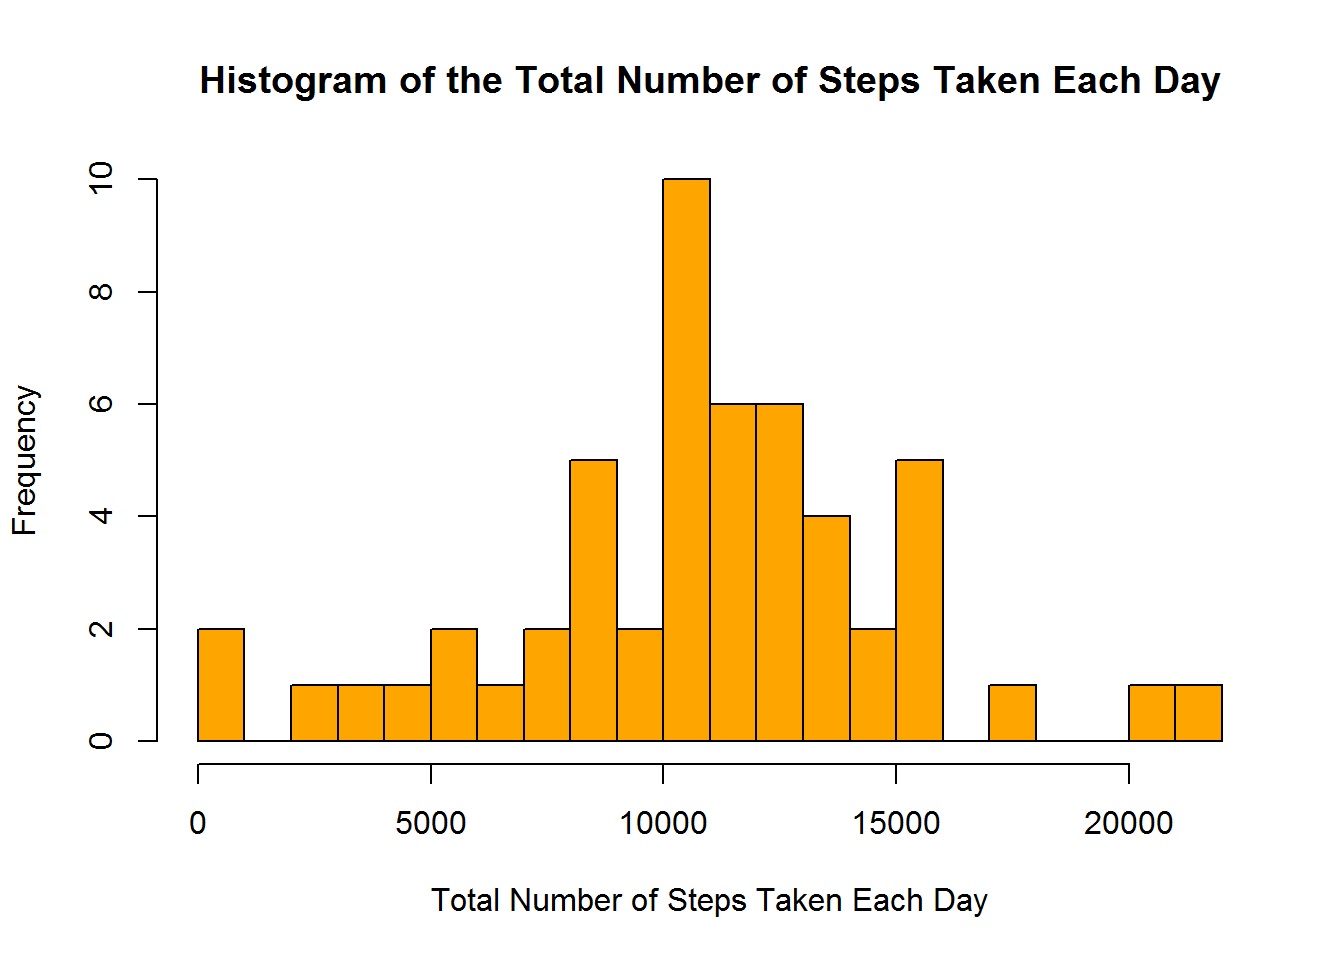 Histogram of the Total Number of Steps Taken Each Day
Frequency
10
8
6
4
2
0
0 5000 10000 15000 20000
Total Number of Steps Taken Each Day